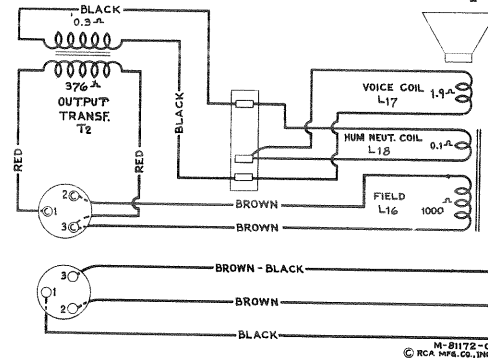 BLACK
0.3Ω
376Ω
OUTPUT
TRANSF.
T2
RED
RED
BLACK
VOICE COIL
L17
1.9Ω
HUM NEUT. COIL
L18
0.1Ω
FIELD
L16
1000
Ω
2
1
3
BROWN
BROWN
3
1
2
BROWN-BLACK
BROWN
BLACK
M-81172-
© RCA MFG. CO., IN